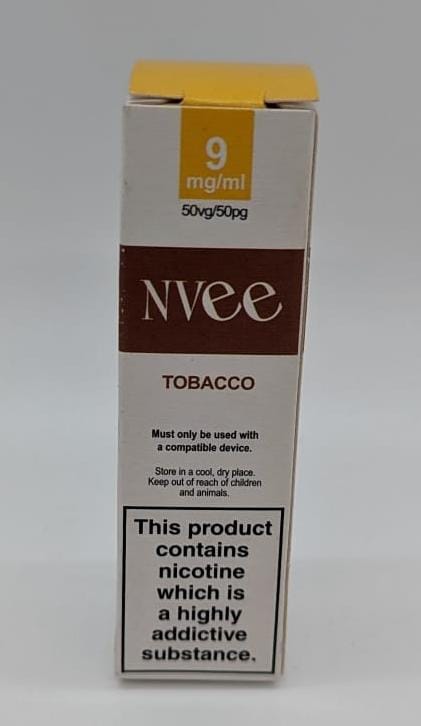 9
mg/ml
50vg/50pg
NVee
TOBACCO
Must only be used with
a compatible device.
Store in a cool, dry place.
Keep out of reach of children
and animals.
This product
contains
nicotine
which is
a highly
addictive
substance.